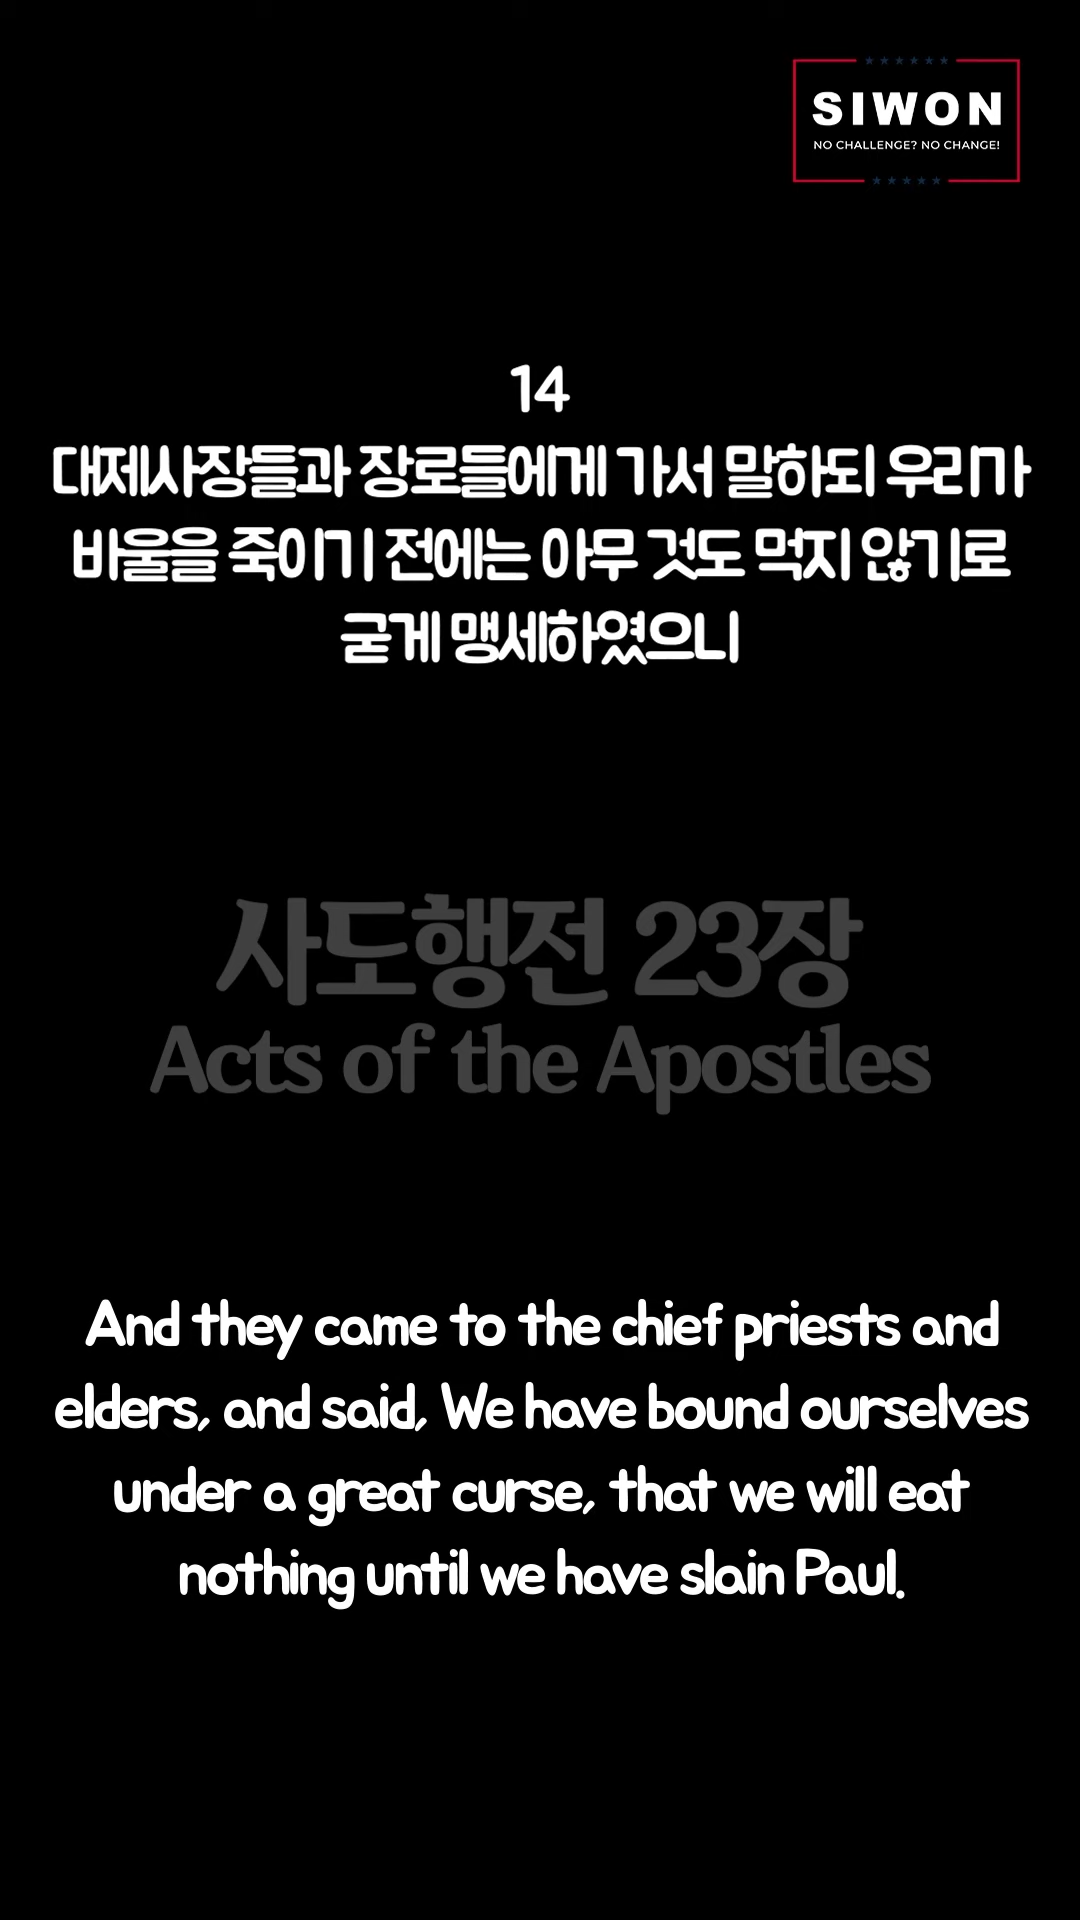 SIWON
NO CHALLENGE? NO CHANGE!
14
대제사장들과 장로들에게 가서 말하되 우리가
바울을 죽이기 전에는 아무 것도 먹지 않기로
굳게 맹세하였으니
사도행전 23장
Acts of the Apostles
And they came to the chief priests and
elders, and said, We have bound ourselves
under a great curse, that we will eat
nothing until we have slain Paul.